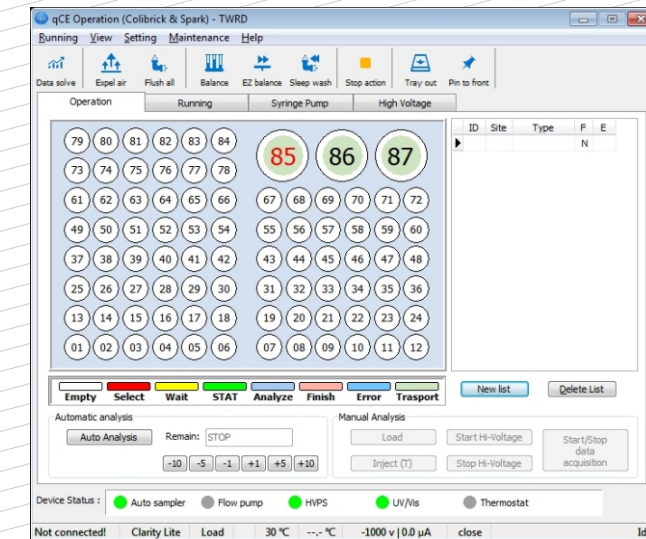 qCE Operation (Colibrick & Spark) - TWRD
Running View Setting Maintenance Help
Data solve Expel air Flush all Balance EZ balance Sleep wash Stop action Tray out Pin to front
Operation Running Syringe Pump High Voltage
ID Site Type F E
N
79 80 81 82 83 84 85 86 87
73 74 75 76 77 78
61 62 63 64 65 66 67 68 69 70 71 72
49 50 51 52 53 54 55 56 57 58 59 60
37 38 39 40 41 42 43 44 45 46 47 48
25 26 27 28 29 30 31 32 33 34 35 36
13 14 15 16 17 18 19 20 21 22 23 24
01 02 03 04 05 06 07 08 09 10 11 12
Empty Select Wait STAT Analyze Finish Error Trasport
New list Delete List
Automatic analysis
Auto Analysis Remain: STOP
-10 -5 -1 +1 +5 +10
Manual Analysis
Load Start Hi-Voltage Start/Stop
data
acquisition
Inject (T) Stop Hi-Voltage
Device Status : Auto sampler Flow pump HVPS UV/Vis Thermostat
Not connected! Clarity Lite Load 30 ℃ --,- ℃ -1000 v | 0.0 µA close Id